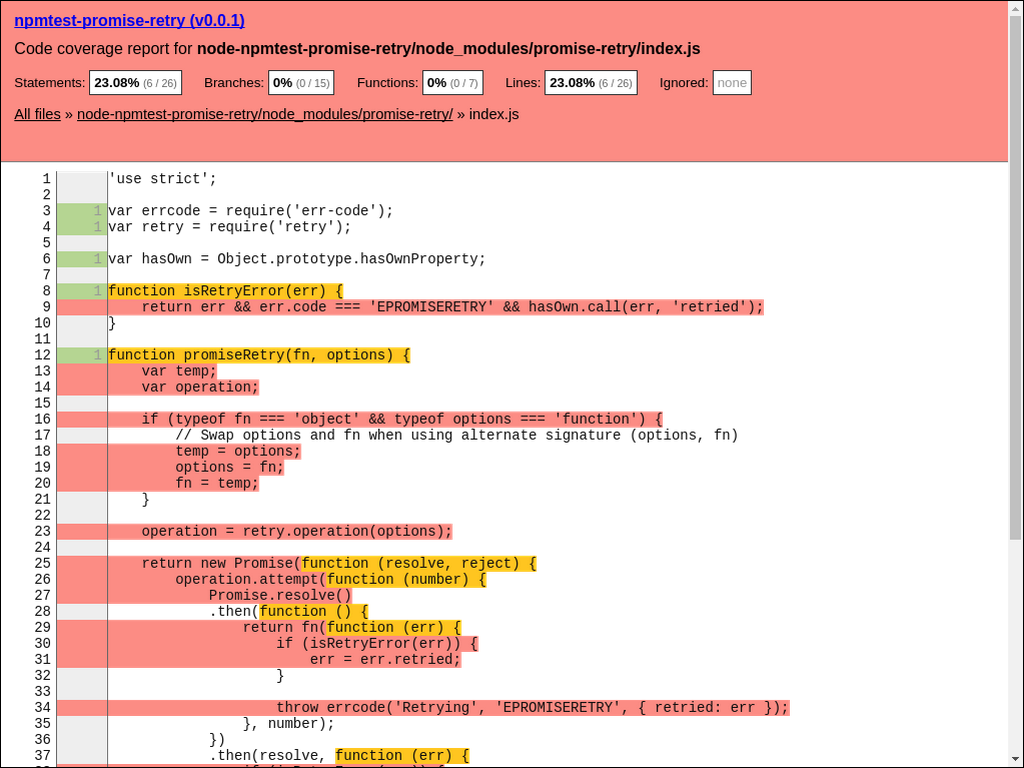 npmtest-promise-retry (v0.0.1)
Code coverage report for node-npmtest-promise-retry/node_modules/promise-retry/index.js
Statements: 23.08% (6 / 26) Branches: 0% (0 / 15) Functions: 0% (0 / 7) Lines: 23.08% (6 / 26) Ignored: none
All files » node-npmtest-promise-retry/node_modules/promise-retry/ » index.js
1 'use strict';
2
3 1 var errcode = require('err-code');
4 1 var retry = require('retry');
5
6 1 var hasOwn = Object.prototype.hasOwnProperty;
7
8 1 function isRetryError(err) {
9     return err && err.code === 'EPROMISERETRY' && hasOwn.call(err, 'retried');
10 }
11
12 1 function promiseRetry(fn, options) {
13     var temp;
14     var operation;
15
16     if (typeof fn === 'object' && typeof options === 'function') {
17         // Swap options and fn when using alternate signature (options, fn)
18         temp = options;
19         options = fn;
20         fn = temp;
21     }
22
23     operation = retry.operation(options);
24
25     return new Promise(function (resolve, reject) {
26         operation.attempt(function (number) {
27             Promise.resolve()
28             .then(function () {
29                 return fn(function (err) {
30                     if (isRetryError(err)) {
31                         err = err.retried;
32                     }
33
34                     throw errcode('Retrying', 'EPROMISERETRY', { retried: err });
35                 }, number);
36             })
37             .then(resolve, function (err) {